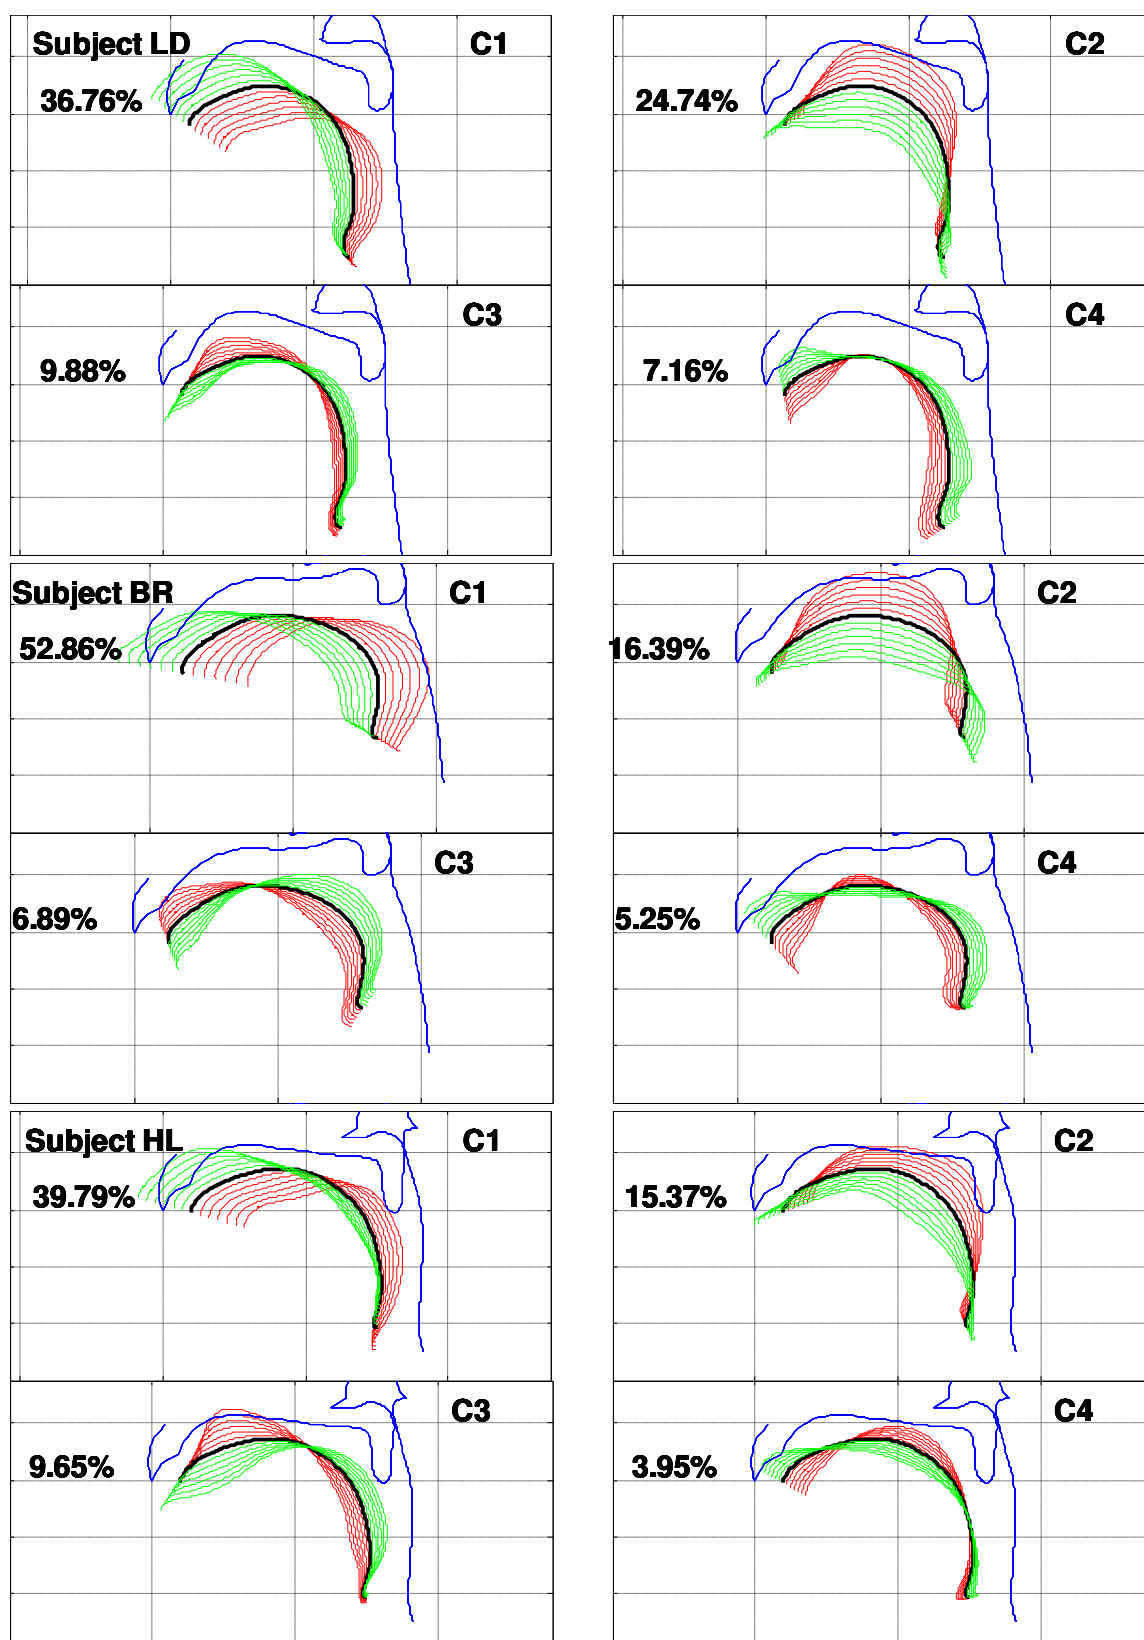 Subject LD C1
36.76%
C2
24.74%
C3
9.88%
C4
7.16%
Subject BR C1
52.86%
C2
16.39%
C3
6.89%
C4
5.25%
Subject HL C1
39.79%
C2
15.37%
C3
9.65%
C4
3.95%